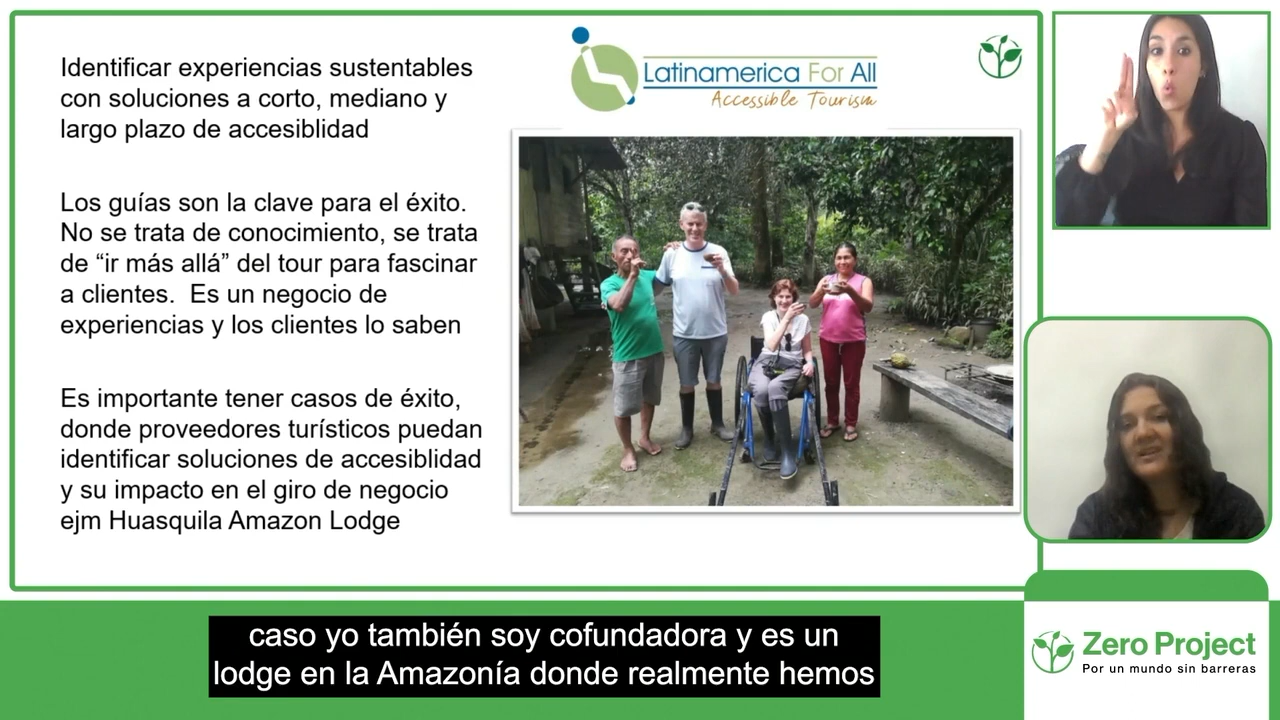 Identificar experiencias sustentables
con soluciones a corto, mediano y
largo plazo de accesiblidad
Los guías son la clave para el éxito.
No se trata de conocimiento, se trata
de “ir más allá” del tour para fascinar
a clientes.  Es un negocio de
experiencias y los clientes lo saben
Es importante tener casos de éxito,
donde proveedores turísticos puedan
identificar soluciones de accesiblidad
y su impacto en el giro de negocio
ejm Huasquila Amazon Lodge
Latinamerica For All
Accessible Tourism
caso yo también soy cofundadora y es un
lodge en la Amazonía donde realmente hemos
Zero Project
Por un mundo sin barreras